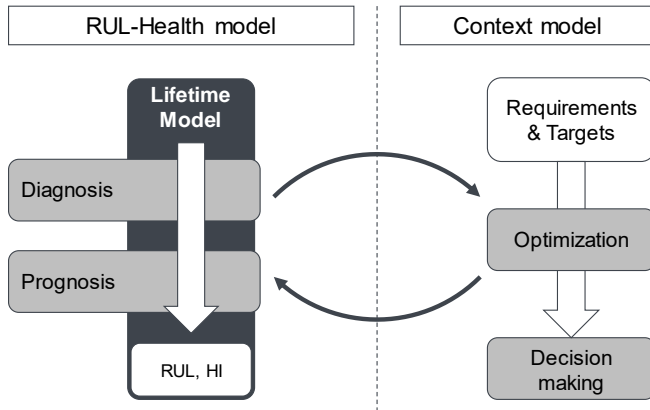 RUL-Health model
Context model
Lifetime
Model
Diagnosis
Prognosis
RUL, HI
Requirements
& Targets
Optimization
Decision
making